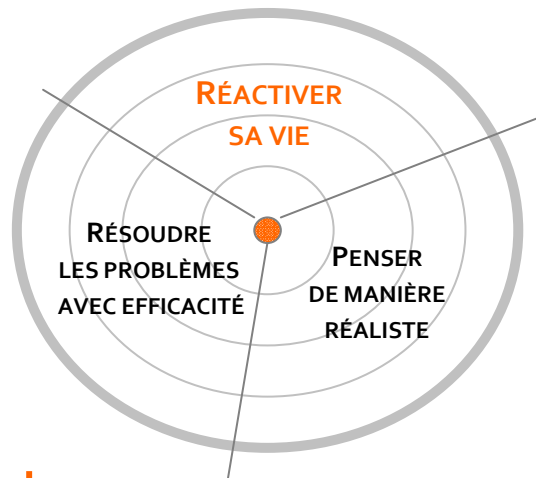 RÉACTIVER
SA VIE
RÉSOUDRE
LES PROBLÈMES
AVEC EFFICACITÉ
PENSER
DE MANIÈRE
RÉALISTE